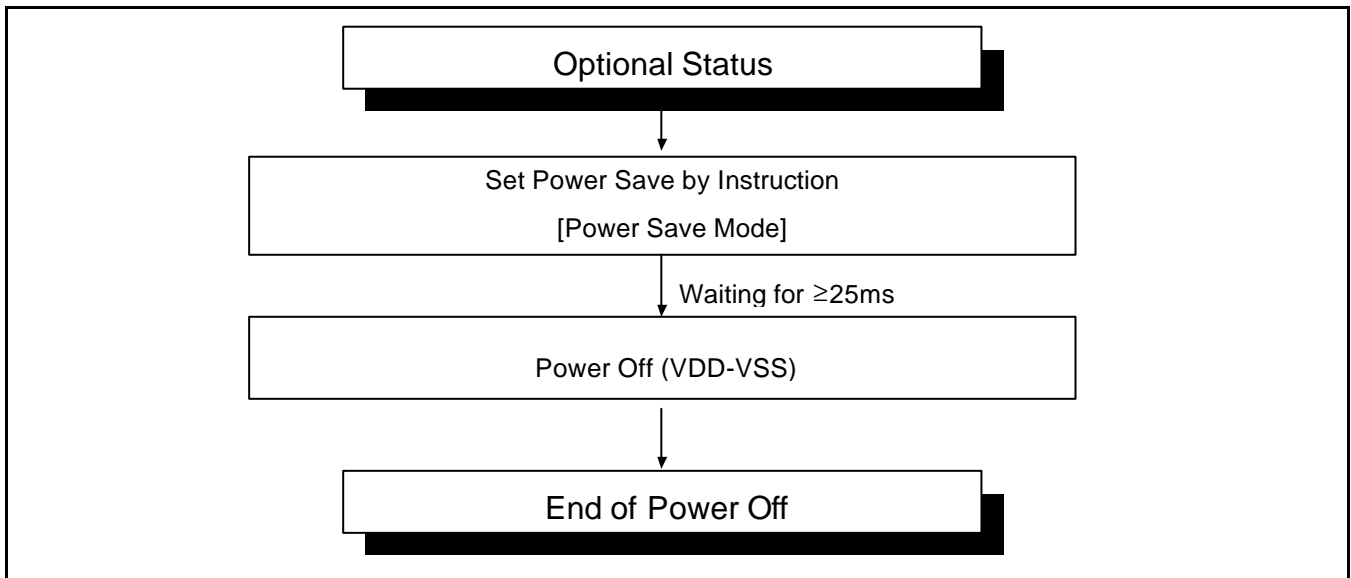 Optional Status
Set Power Save by Instruction
[Power Save Mode]
Waiting for ≥25ms
Power Off (VDD-VSS)
End of Power Off